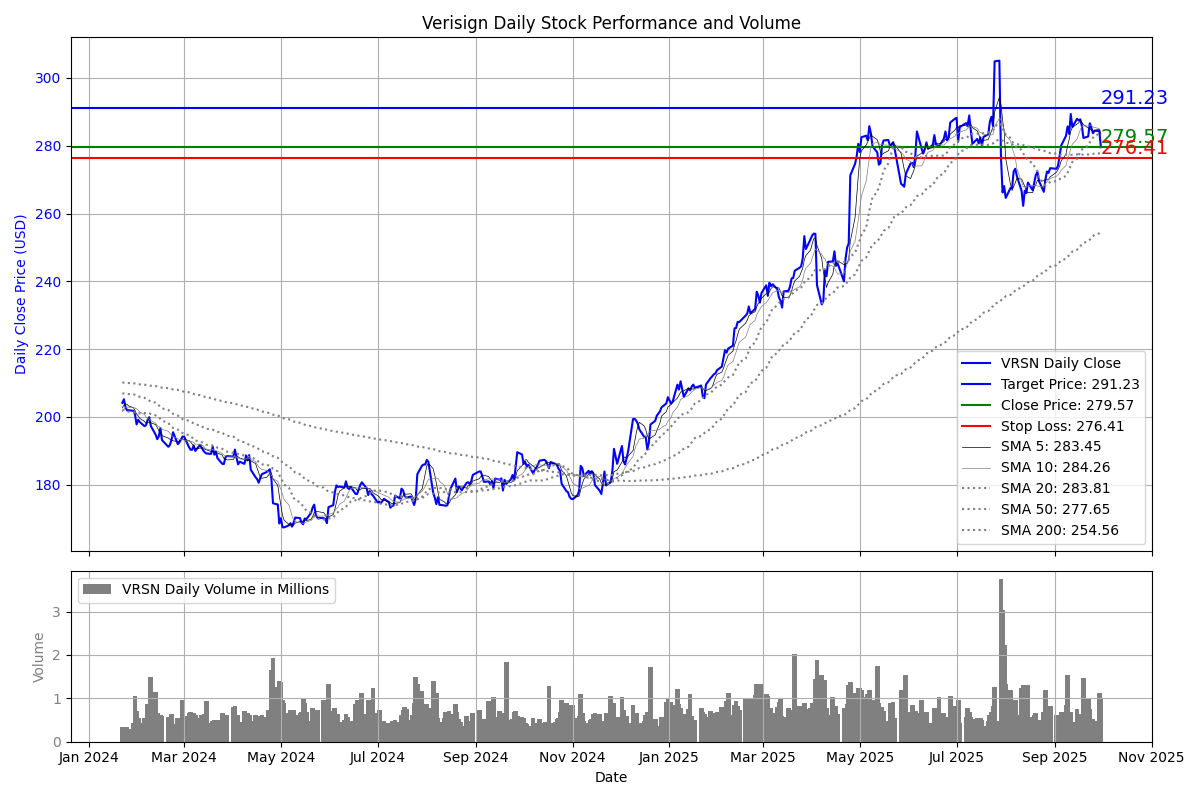 Verisign Daily Stock Performance and Volume
Daily Close Price (USD)
300
280
260
240
220
200
180
291.23
279.57
276.41
VRSN Daily Close
Target Price: 291.23
Close Price: 279.57
Stop Loss: 276.41
SMA 5: 283.45
SMA 10: 284.26
SMA 20: 283.81
SMA 50: 277.65
SMA 200: 254.56
Volume
3
2
1
0
VRSN Daily Volume in Millions
Jan 2024 Mar 2024 May 2024 Jul 2024 Sep 2024 Nov 2024 Jan 2025 Mar 2025 May 2025 Jul 2025 Sep 2025 Nov 2025
Date